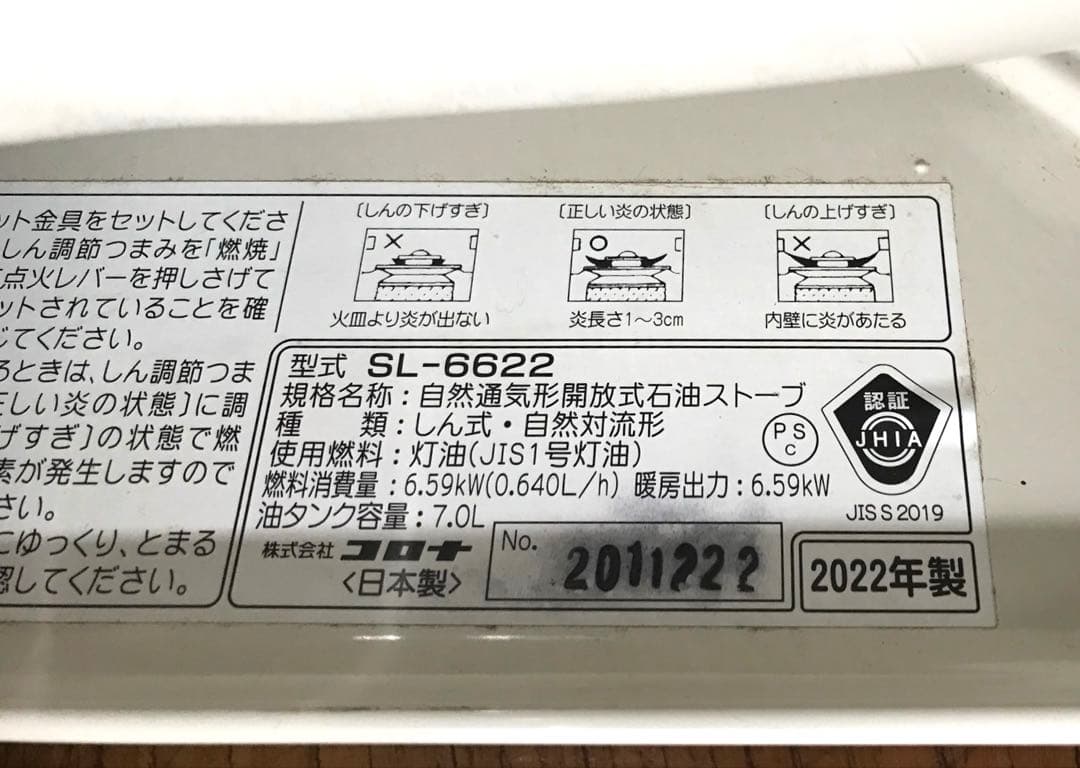 ット金具をセットしてくださ
しん調節つまみを「燃焼」
点火レバーを押しさげて
ットされていることを確
じてください。
るときは、しん調節つま
正しい炎の状態〕に調
げすぎ〕の状態で燃
素が発生しますので
さい。
こゆっくり、とまる
認してください。
〔しんの下げすぎ〕
火皿より炎が出ない
〔正しい炎の状態〕
炎長さ1〜3cm
〔しんの上げすぎ〕
内壁に炎があたる
型式 SL-6622
規格名称：自然通気形開放式石油ストーブ
種　類：しん式・自然対流形
使用燃料：灯油(JIS1号灯油)
燃料消費量：6.59kW(0.640L/h) 暖房出力：6.59kW
油タンク容量：7.0L
株式会社 コロナ
〈日本製〉
No. 2011222
PS
C
認証
JHIA
JIS S 2019
2022年製